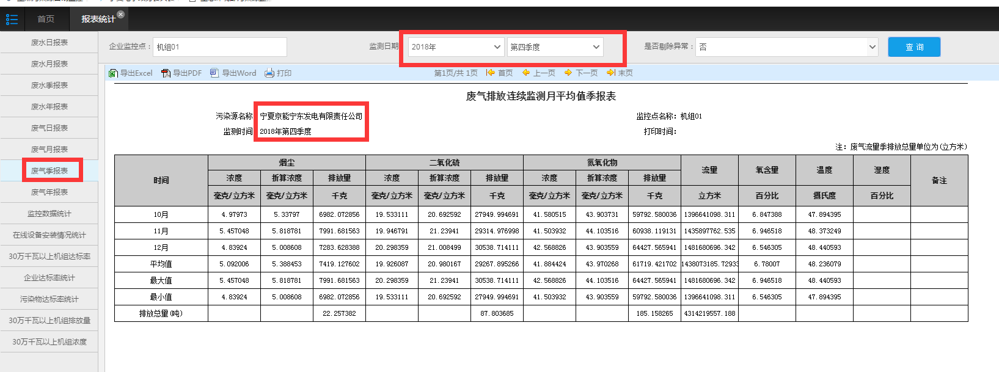 首页
报表统计
废水日报表
废水月报表
废水季报表
废水年报表
废气日报表
废气月报表
废气季报表
废气年报表
监控数据统计
在线设备安装情况统计
30万千瓦以上机组达标率
企业达标率统计
污染物达标率统计
30万千瓦以上机组排放量
30万千瓦以上机组浓度
企业监控点： 机组01 监测日期 2018年 第四季度 是否剔除异常： 否 查 询
导出Excel 导出PDF 导出Word 打印 第1页/共 1页 首页 上一页 下一页 末页
废气排放连续监测月平均值季报表
污染源名称 宁夏京能宁东发电有限责任公司 监控点名称：机组01
监测时间 2018年第四季度 打印时间：
注：废气流量季排放总量单位为(立方米)
时间 烟尘 二氧化硫 氮氧化物 流量 氧含量 温度 湿度 备注
浓度 折算浓度 排放量 浓度 折算浓度 排放量 浓度 折算浓度 排放量
毫克/立方米 毫克/立方米 千克 毫克/立方米 毫克/立方米 千克 毫克/立方米 毫克/立方米 千克 立方米 百分比 摄氏度 百分比
10月 4.97973 5.33797 6982.072856 19.533111 20.692592 27949.994691 41.580515 43.903731 59792.580036 1396641098.311 6.847388 47.894395
11月 5.457048 5.818781 7991.681563 19.946791 21.23941 29314.976998 41.503932 44.103516 60938.119131 1435897762.535 6.946518 48.373249
12月 4.83924 5.008608 7283.628388 20.298359 21.008499 30538.714111 42.568826 43.903559 64427.565941 1481680696.342 6.546305 48.440593
平均值 5.092006 5.388453 7419.127602 19.926087 20.980167 29267.895266 41.884424 43.970268 61719.421702 1438073185.72933 6.78007 48.236079
最大值 5.457048 5.818781 7991.681563 20.298359 21.23941 30538.714111 42.568826 44.103516 64427.565941 1481680696.342 6.946518 48.440593
最小值 4.83924 5.008608 6982.072856 19.533111 20.692592 27949.994691 41.503932 43.903559 59792.580036 1396641098.311 6.546305 47.894395
排放总量(吨) 22.257382 87.803685 185.158265 4314219557.188